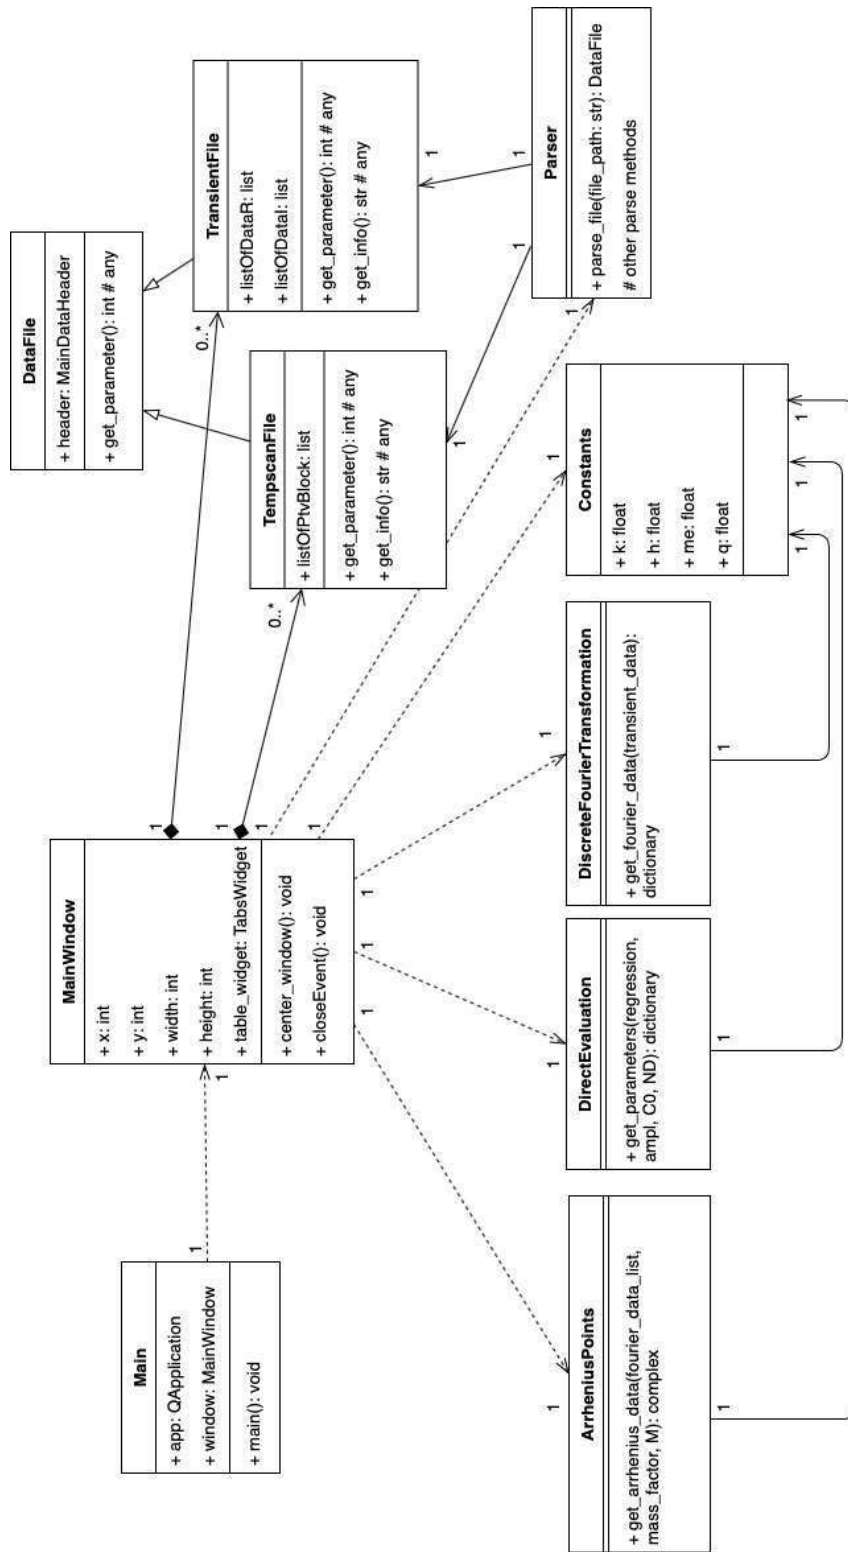 Main
+ app: QApplication
+ window: MainWindow
+ main(): void
1
1
MainWindow
+ x: int
+ y: int
+ width: int
+ height: int
+ table_widget: TabsWidget
+ center_window(): void
+ closeEvent(): void
1
1
1
1
1
1
1
0..*
0..*
DataFile
+ header: MainDataHeader
+ get_parameter(): int # any
TempscanFile
+ listOfPtvBlock: list
+ get_parameter(): int # any
+ get_info(): str # any
1
TransientFile
+ listOfDataR: list
+ listOfDataI: list
+ get_parameter(): int # any
+ get_info(): str # any
1
ArrheniusPoints
+ get_arrhenius_data(fourier_data_list,
mass_factor, M): complex
1
1
DirectEvaluation
+ get_parameters(regression,
ampl, C0, ND): dictionary
1
1
DiscreteFourierTransformation
+ get_fourier_data(transient_data):
dictionary
1
1
Constants
+ k: float
+ h: float
+ me: float
+ q: float
1
1
1
1
Parser
+ parse_file(file_path: str): DataFile
# other parse methods
1
1
1